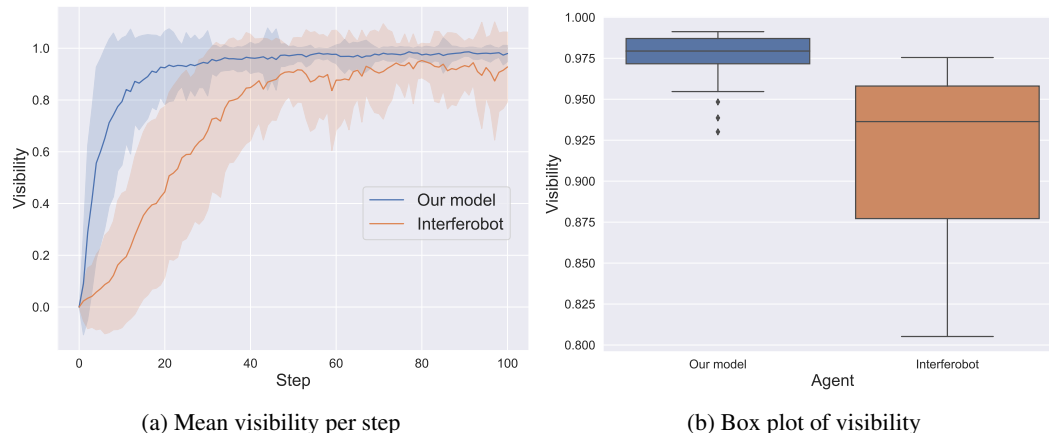 1.0
0.8
0.6
0.4
0.2
0.0
Visibility
0
20
40
60
80
100
Step
Our model
Interferobot
(a) Mean visibility per step
1.000
0.975
0.950
0.925
0.900
0.875
0.850
0.825
0.800
Visibility
Our model
Interferobot
Agent
(b) Box plot of visibility